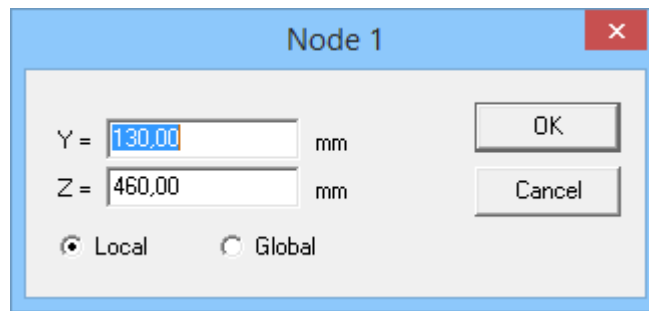 Node 1
Y = 130,00 mm
OK
Z = 460,00 mm
Cancel
Local Global